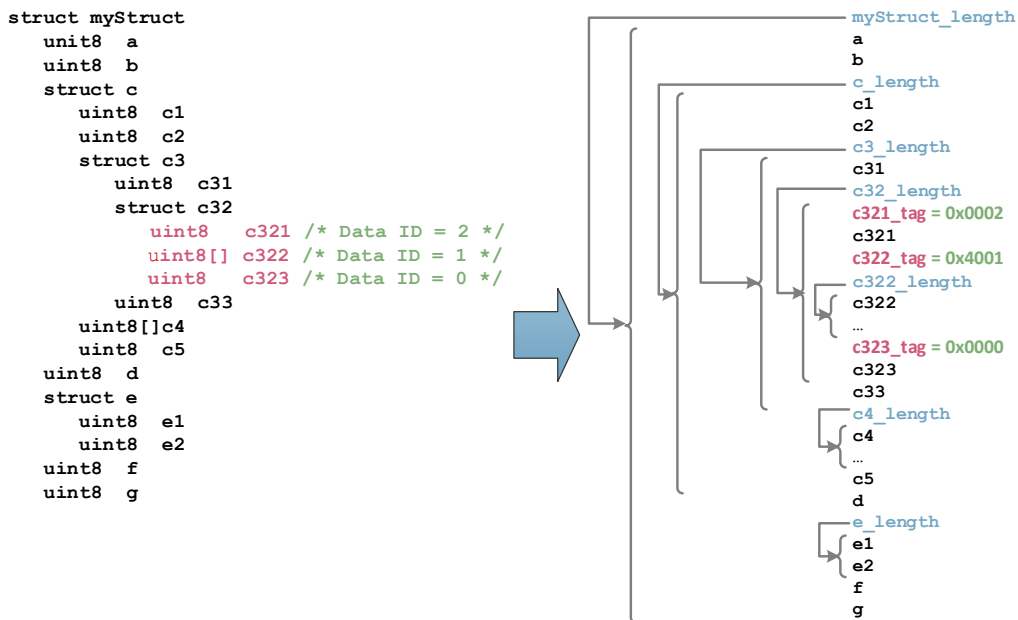 struct myStruct
unit8 a
uint8 b
struct c
uint8 c1
uint8 c2
struct c3
uint8 c31
struct c32
uint8 c321 /* Data ID = 2 */
uint8[] c322 /* Data ID = 1 */
uint8 c323 /* Data ID = 0 */
uint8 c33
uint8[]c4
uint8 c5
uint8 d
struct e
uint8 e1
uint8 e2
uint8 f
uint8 g
myStruct_length
a
b
c_length
c1
c2
c3_length
c31
c32_length
c321_tag = 0x0002
c321
c322_tag = 0x4001
c322_length
c322
…
c323_tag = 0x0000
c323
c33
c4_length
c4
…
c5
d
e_length
e1
e2
f
g